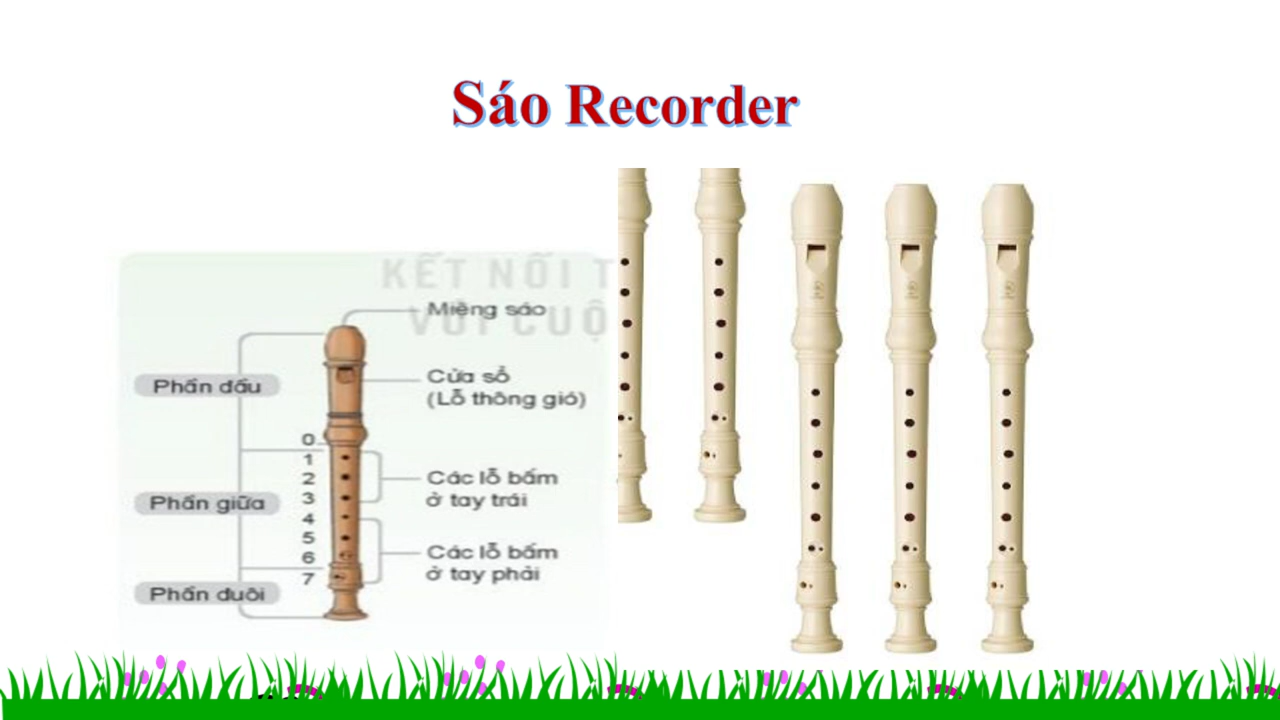 Sáo Recorder
KẾT NỐI T
VỚI CUỘ
Miệng sáo
Phần đầu
Cửa sổ
(Lỗ thông gió)
0
1
2
3
4
5
6
7
Các lỗ bấm
ở tay trái
Phần giữa
Các lỗ bấm
ở tay phải
Phần đuôi